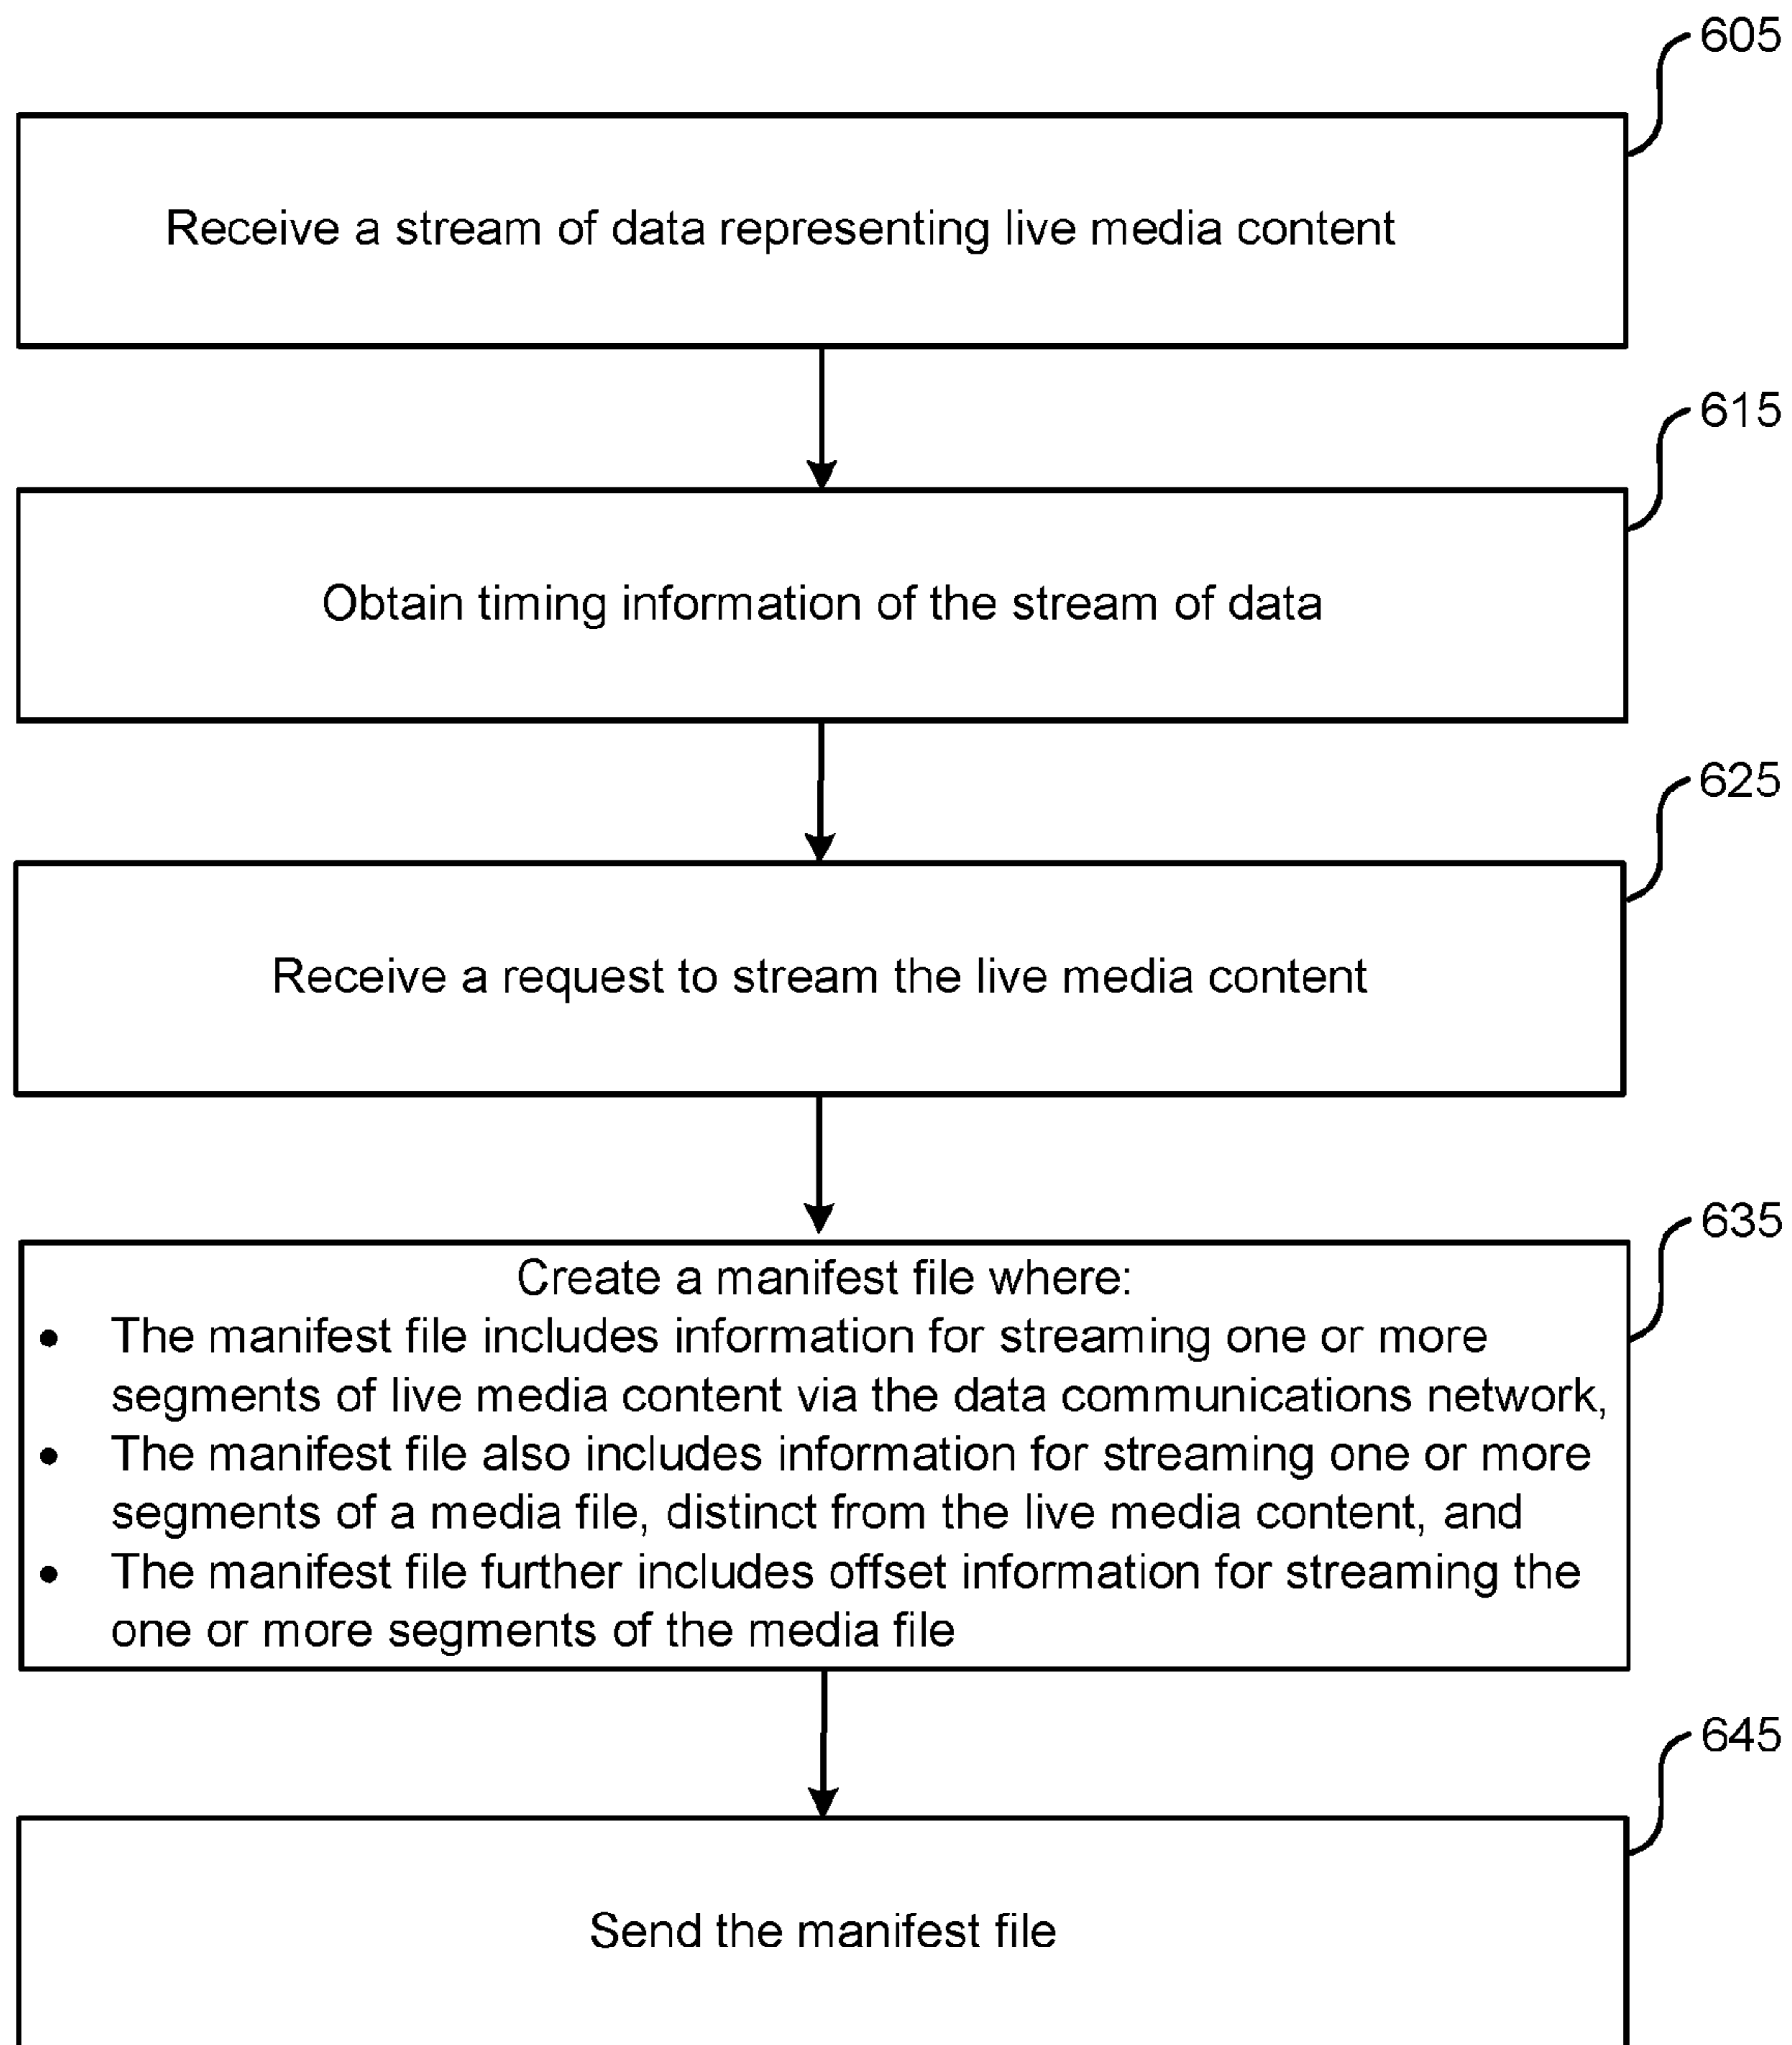 605
Receive a stream of data representing live media content
615
Obtain timing information of the stream of data
625
Receive a request to stream the live media content
635
Create a manifest file where:
• The manifest file includes information for streaming one or more
segments of live media content via the data communications network,
• The manifest file also includes information for streaming one or more
segments of a media file, distinct from the live media content, and
• The manifest file further includes offset information for streaming the
one or more segments of the media file
645
Send the manifest file